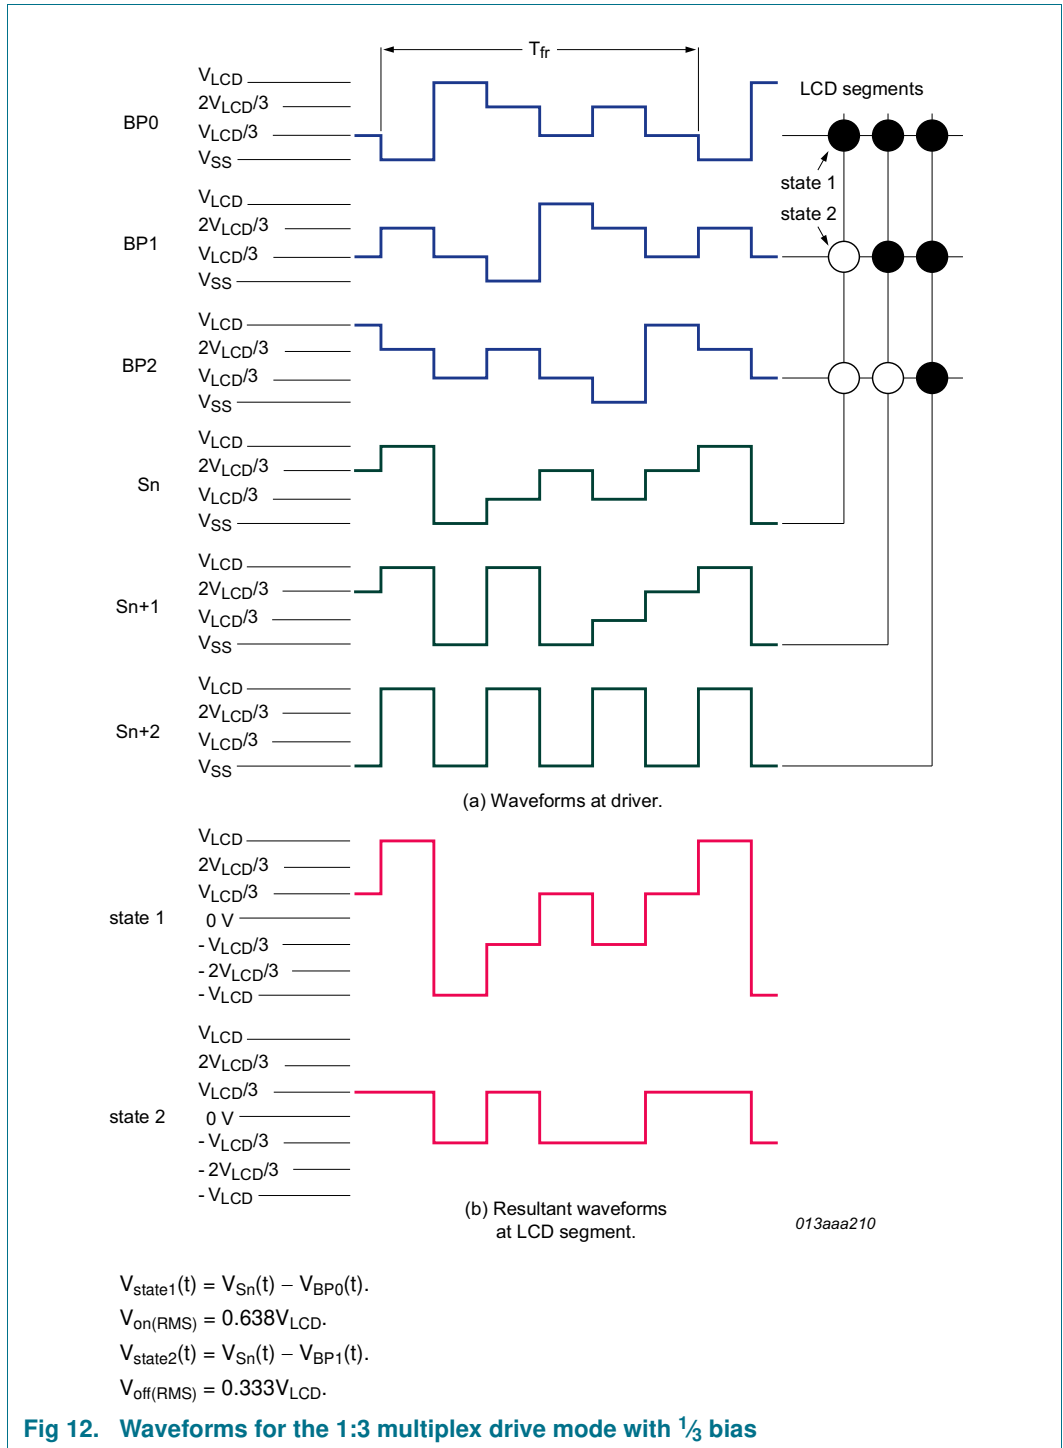 Tfr
BP0
VLCD
2VLCD/3
VLCD/3
VSS
LCD segments
state 1
state 2
BP1
VLCD
2VLCD/3
VLCD/3
VSS
BP2
VLCD
2VLCD/3
VLCD/3
VSS
Sn
VLCD
2VLCD/3
VLCD/3
VSS
Sn+1
VLCD
2VLCD/3
VLCD/3
VSS
Sn+2
VLCD
2VLCD/3
VLCD/3
VSS
(a) Waveforms at driver.
state 1
VLCD
2VLCD/3
VLCD/3
0 V
- VLCD/3
- 2VLCD/3
- VLCD
state 2
VLCD
2VLCD/3
VLCD/3
0 V
- VLCD/3
- 2VLCD/3
- VLCD
(b) Resultant waveforms
at LCD segment.
013aaa210
Vstate1(t) = VSn(t) − VBP0(t).
Von(RMS) = 0.638VLCD.
Vstate2(t) = VSn(t) − VBP1(t).
Voff(RMS) = 0.333VLCD.
Fig 12. Waveforms for the 1:3 multiplex drive mode with 1⁄3 bias